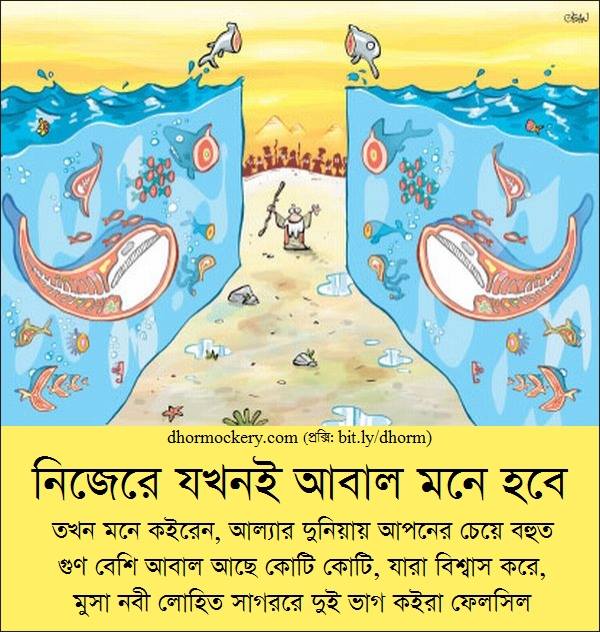 dhormockery.com (প্রক্সি: bit.ly/dhorm)
নিজেরে যখনই আবাল মনে হবে
তখন মনে কইরেন, আল্যার দুনিয়ায় আপনের চেয়ে বহুত
গুণ বেশি আবাল আছে কোটি কোটি, যারা বিশ্বাস করে,
মুসা নবী লোহিত সাগররে দুই ভাগ কইরা ফেলসিল